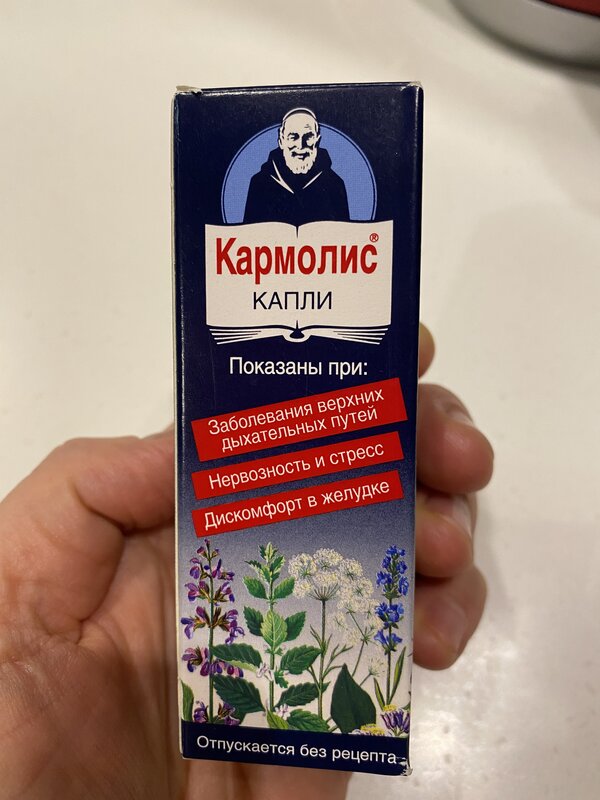 Кармолис®
КАПЛИ
Показаны при:
Заболевания верхних
дыхательных путей
Нервозность и стресс
Дискомфорт в желудке
Отпускается без рецепта